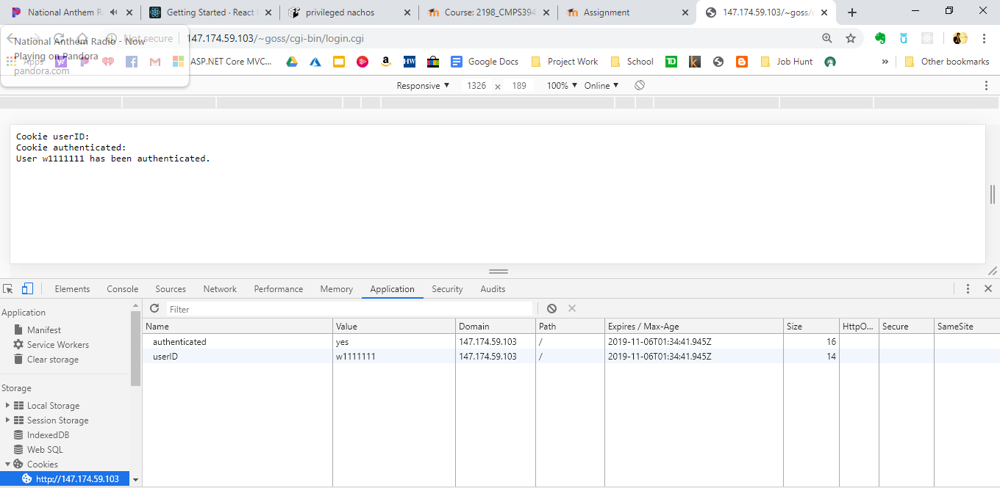 National Anthem R
Getting Started · React
privileged nachos
Course: 2198_CMPS394
Assignment
147.174.59.103/~goss/c
Not secure
147.174.59.103/~goss/cgi-bin/login.cgi
National Anthem Radio - Now
Playing on Pandora
pandora.com
Apps
ASP.NET Core MVC...
HW
Google Docs
Project Work
School
TD
Job Hunt
»
Other bookmarks
Responsive ▼ 1326 × 189 100% ▼ Online ▼
Cookie userID:
Cookie authenticated:
User w1111111 has been authenticated.
Elements Console Sources Network Performance Memory Application Security Audits
Application
Manifest
Service Workers
Clear storage
Storage
Local Storage
Session Storage
IndexedDB
Web SQL
Cookies
http://147.174.59.103
Filter
Name Value Domain Path Expires / Max-Age Size HttpO... Secure SameSite
authenticated yes 147.174.59.103 / 2019-11-06T01:34:41.945Z 16
userID w1111111 147.174.59.103 / 2019-11-06T01:34:41.945Z 14